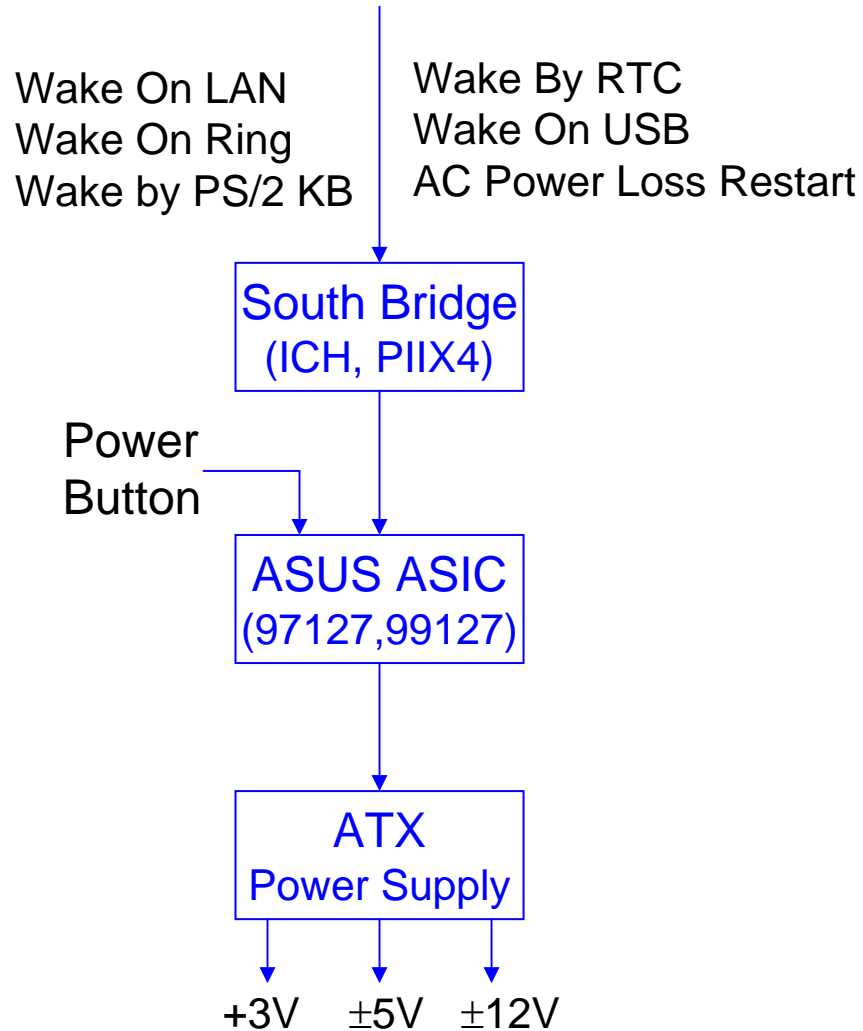 Wake On LAN
Wake On Ring
Wake by PS/2 KB
Wake By RTC
Wake On USB
AC Power Loss Restart
South Bridge
(ICH, PIIX4)
Power
Button
ASUS ASIC
(97127,99127)
ATX
Power Supply
+3V ±5V ±12V